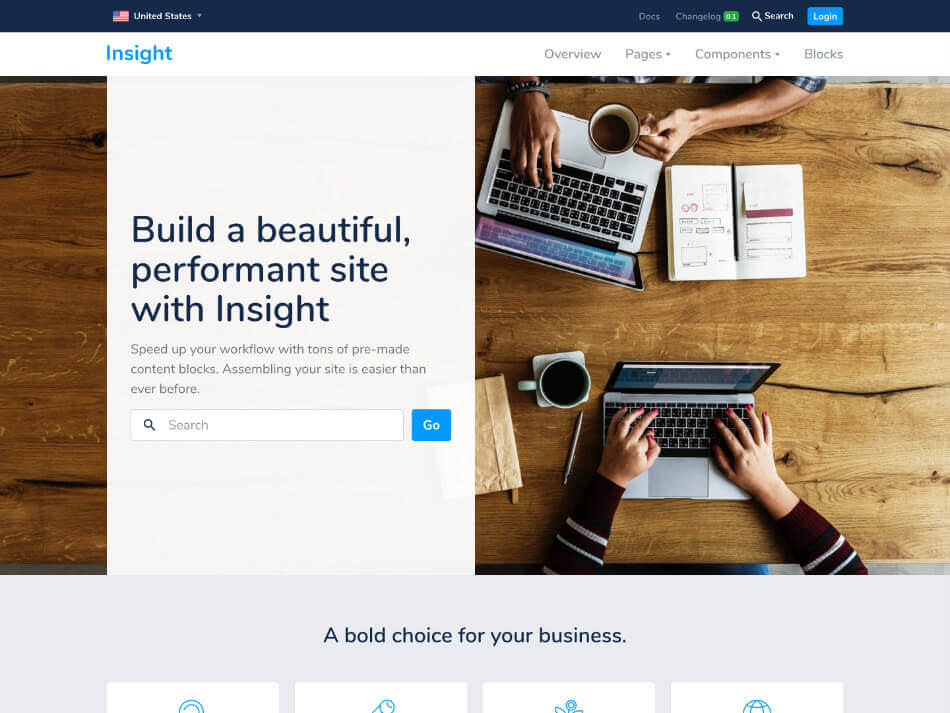 United States
Docs
Changelog 0.1
Search
Login
Insight
Overview
Pages
Components
Blocks
Build a beautiful,
performant site
with Insight
Speed up your workflow with tons of pre-made
content blocks. Assembling your site is easier than
ever before.
Search
Go
A bold choice for your business.